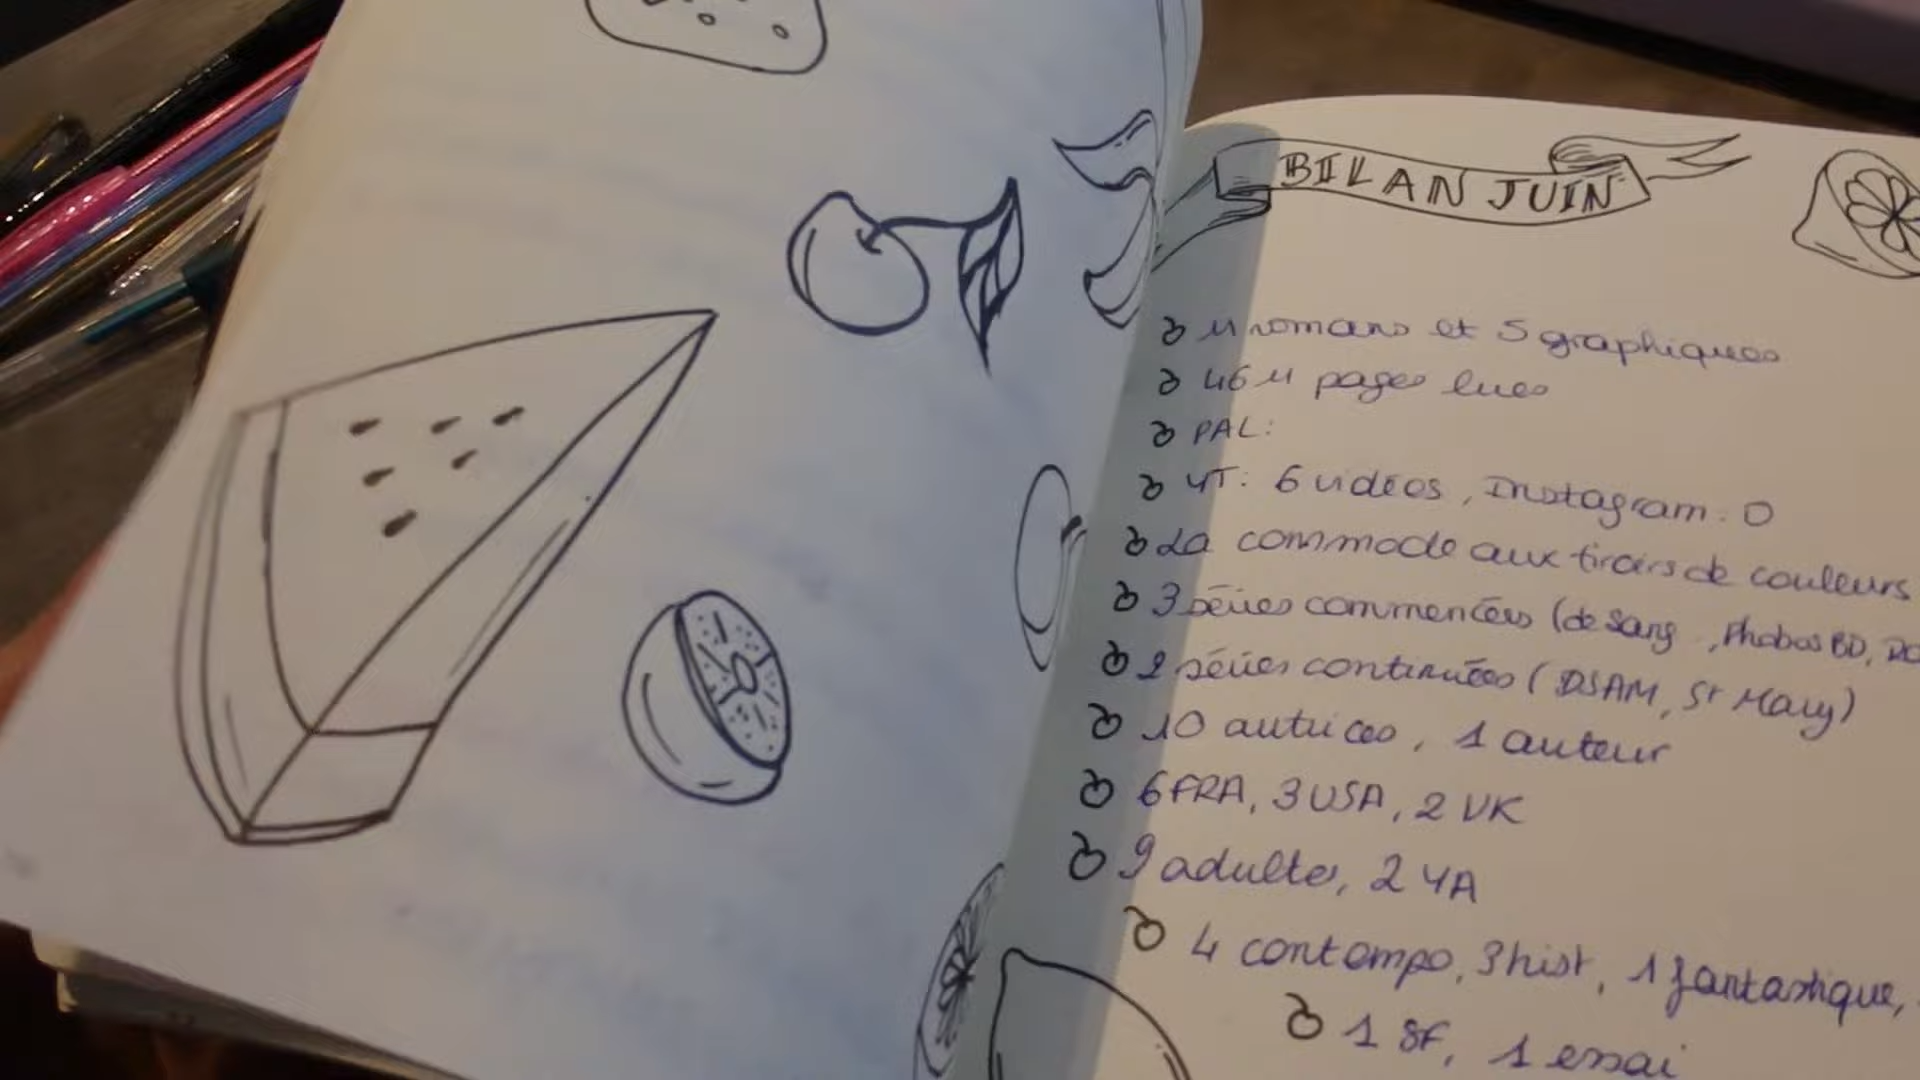 BILAN JUIN
11 romans et 5 graphiques
4611 pages lues
PAL:
YT: 6 vidéos, Instagram: 0
La commode aux tiroirs de couleurs
3 séries commencées (de sang, Phobos BD,
2 séries continuées (DSAM, St Mary)
10 autrices, 1 auteur
6 FRA, 3 USA, 2 UK
9 adultes, 2 YA
4 contempo, 3 hist, 1 fantastique,
1 SF, 1 essai